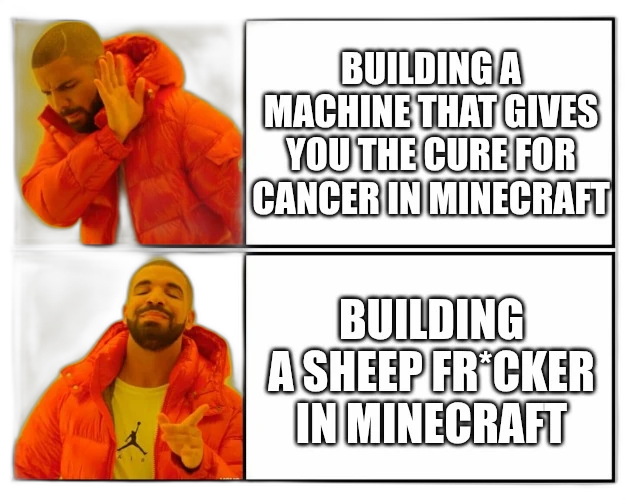 BUILDING A
MACHINE THAT GIVES
YOU THE CURE FOR
CANCER IN MINECRAFT
BUILDING
A SHEEP FR*CKER
IN MINECRAFT